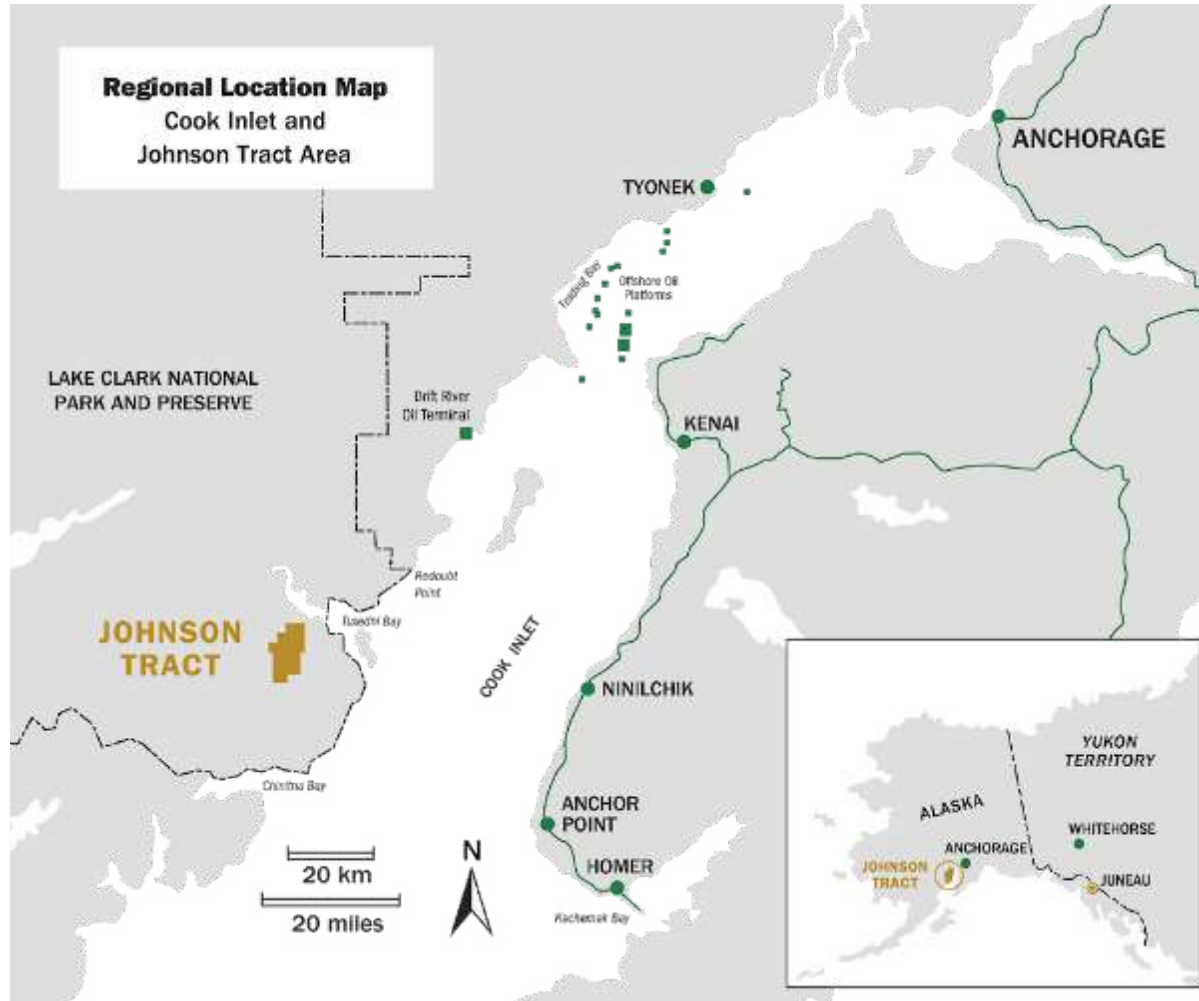 Regional Location Map
Cook Inlet and
Johnson Tract Area
ANCHORAGE
TYONEK
Trading Bay
Offshore Oil
Platforms
LAKE CLARK NATIONAL
PARK AND PRESERVE
Drift River
Oil Terminal
KENAI
Redoubt
Point
JOHNSON
TRACT
Tuxedni Bay
COOK INLET
NINILCHIK
Chinitna Bay
ANCHOR
POINT
HOMER
Kachemak Bay
20 km
20 miles
N
YUKON
TERRITORY
ALASKA
WHITEHORSE
ANCHORAGE
JOHNSON
TRACT
JUNEAU